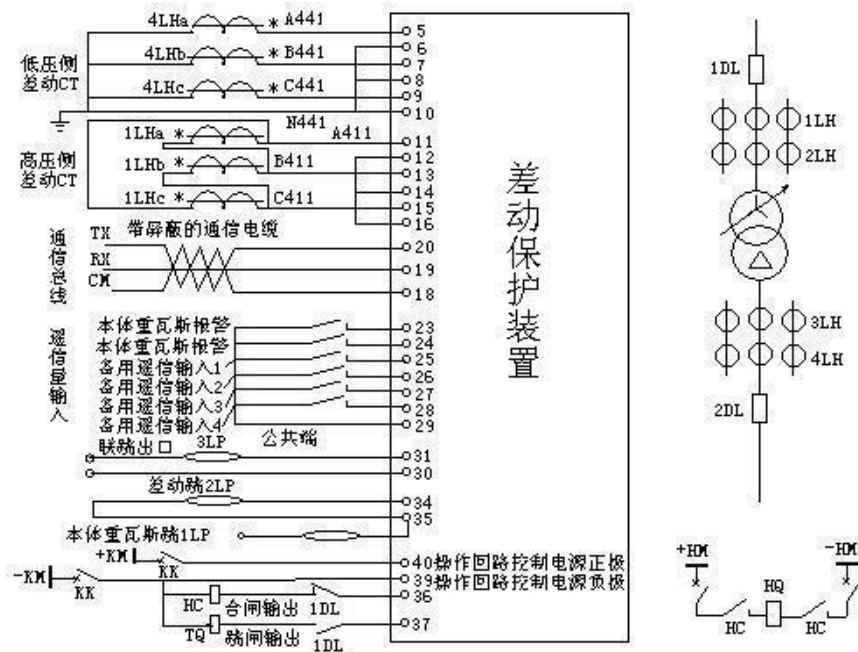 4LHa * A441 5
6
低压侧
差动CT
4LHb * B441 7
8
4LHc * C441 9
10
N441
1LHa * A411 11
12
高压侧
差动CT
1LHb * B411 13
14
1LHc * C411 15
16
带屏蔽的通信电缆
通信总线
TX 20
RX 19
CM 18
遥信量输入
本体重瓦斯报警 23
本体重瓦斯报警 24
备用遥信输入1 25
备用遥信输入2 26
备用遥信输入3 27
备用遥信输入4 28
公共端 29
联跳出口 3LP 31
30
差动跳2LP 34
35
本体重瓦斯跳1LP
+KM KK 40操作回路控制电源正极
-KM KK 39操作回路控制电源负极
HC 合闸输出 1DL 36
TQ 跳闸输出 1DL 37
差动保护装置
1DL
1LH
2LH
3LH
4LH
2DL
+HM -HM
HQ
HC HC